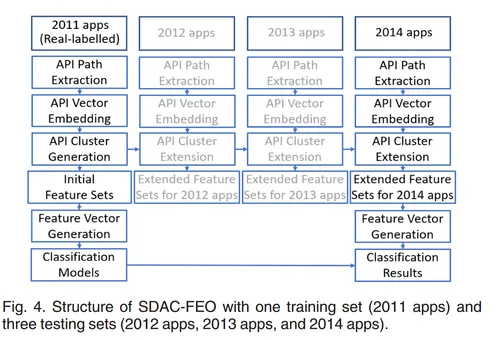 2011 apps
(Real-labelled)
2012 apps
2013 apps
2014 apps
API Path
Extraction
API Path
Extraction
API Path
Extraction
API Path
Extraction
API Vector
Embedding
API Vector
Embedding
API Vector
Embedding
API Vector
Embedding
API Cluster
Generation
API Cluster
Extension
API Cluster
Extension
API Cluster
Extension
Initial
Feature Sets
Extended Feature
Sets for 2012 apps
Extended Feature
Sets for 2013 apps
Extended Feature
Sets for 2014 apps
Feature Vector
Generation
Feature Vector
Generation
Classification
Models
Classification
Results
Fig. 4. Structure of SDAC-FEO with one training set (2011 apps) and
three testing sets (2012 apps, 2013 apps, and 2014 apps).